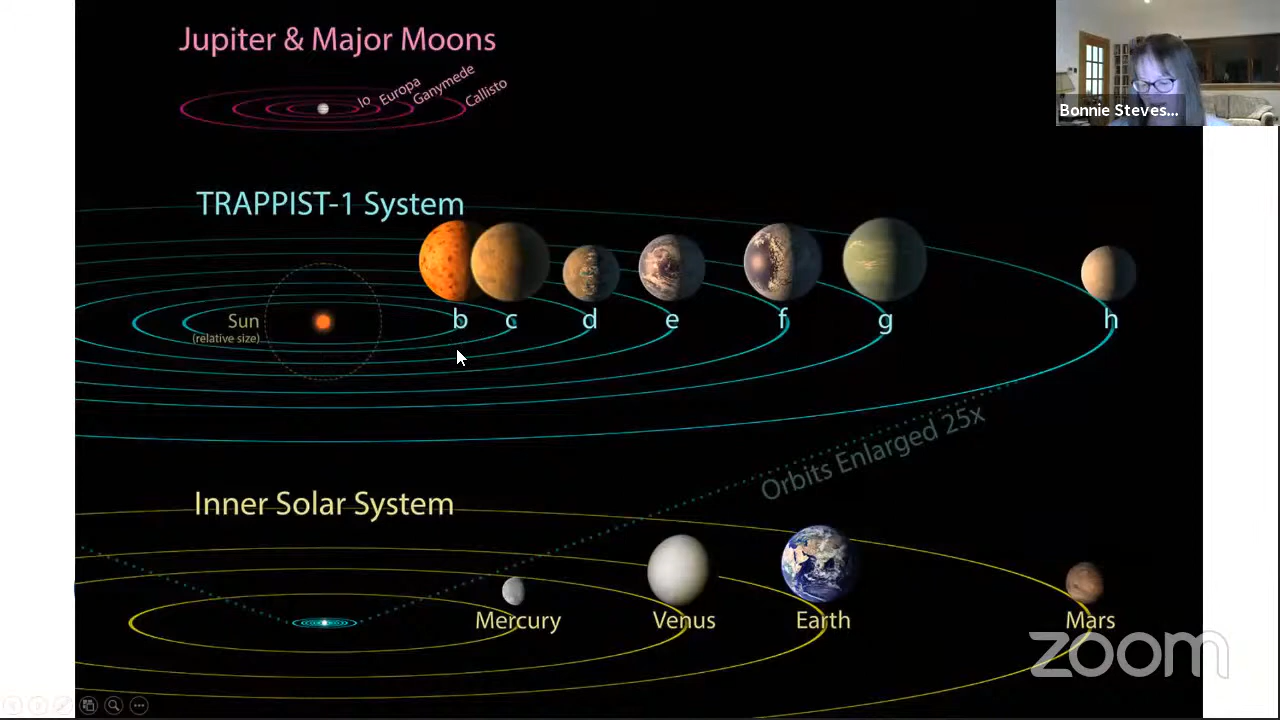 Jupiter & Major Moons
Io
Europa
Ganymede
Callisto
Bonnie Steves...
TRAPPIST-1 System
Sun
(relative size)
b
c
d
e
f
g
h
Orbits Enlarged 25x
Inner Solar System
Mercury
Venus
Earth
Mars
zoom